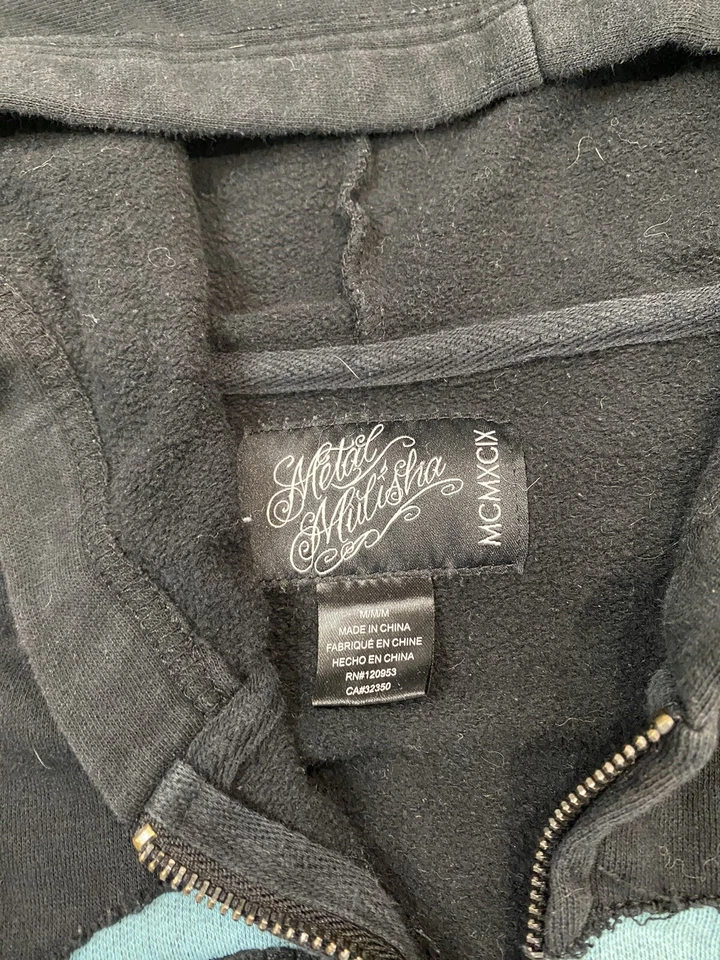 Metal
Mulisha
MCMXCIX
M/M/M
MADE IN CHINA
FABRIQUÉ EN CHINE
HECHO EN CHINA
RN#120953
CA#32350